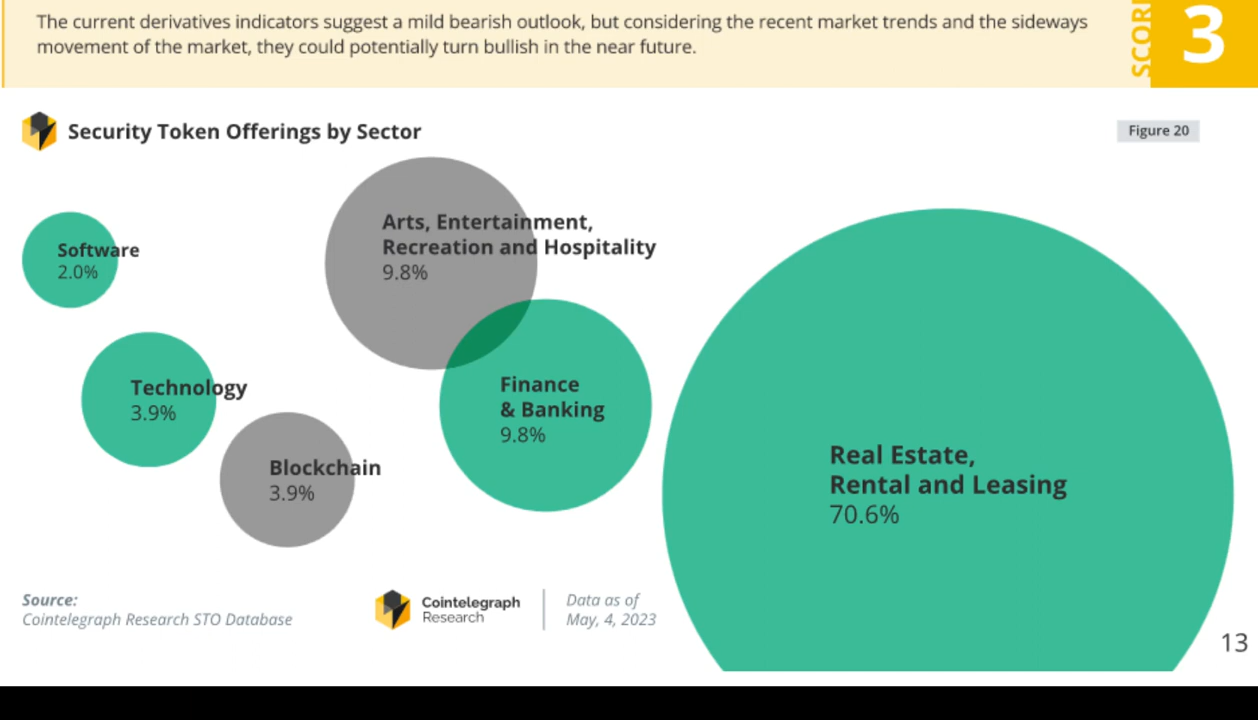 The current derivatives indicators suggest a mild bearish outlook, but considering the recent market trends and the sideways
movement of the market, they could potentially turn bullish in the near future.
SCORE
3
Security Token Offerings by Sector
Figure 20
Software
2.0%
Arts, Entertainment,
Recreation and Hospitality
9.8%
Technology
3.9%
Finance
& Banking
9.8%
Blockchain
3.9%
Real Estate,
Rental and Leasing
70.6%
Source:
Cointelegraph Research STO Database
Cointelegraph
Research
Data as of
May, 4, 2023
13